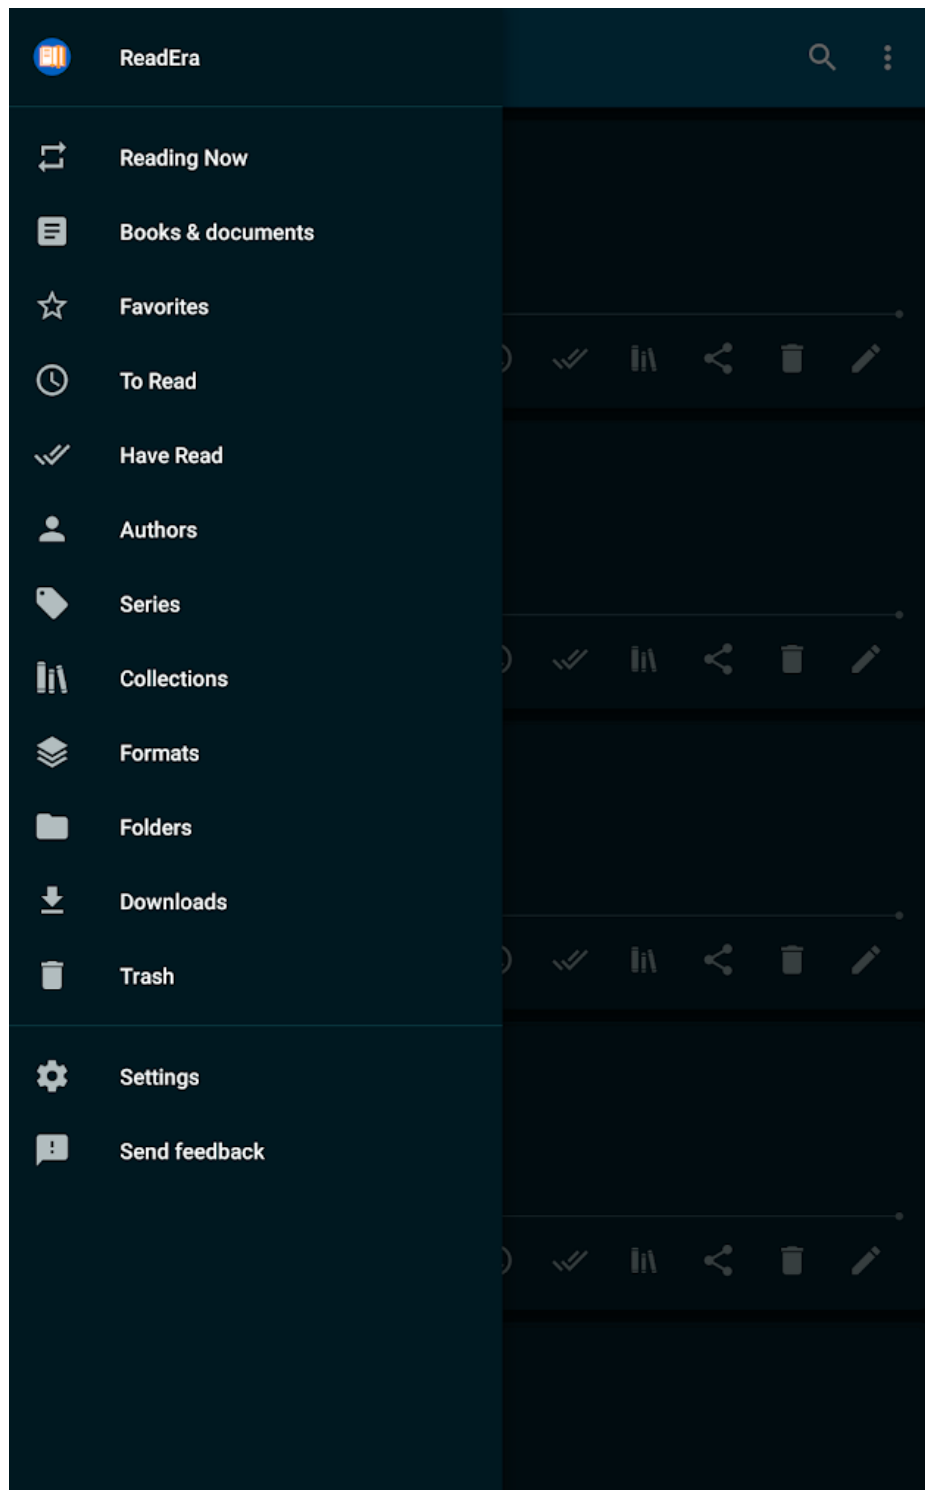 ReadEra
Reading Now
Books & documents
Favorites
To Read
Have Read
Authors
Series
Collections
Formats
Folders
Downloads
Trash
Settings
Send feedback